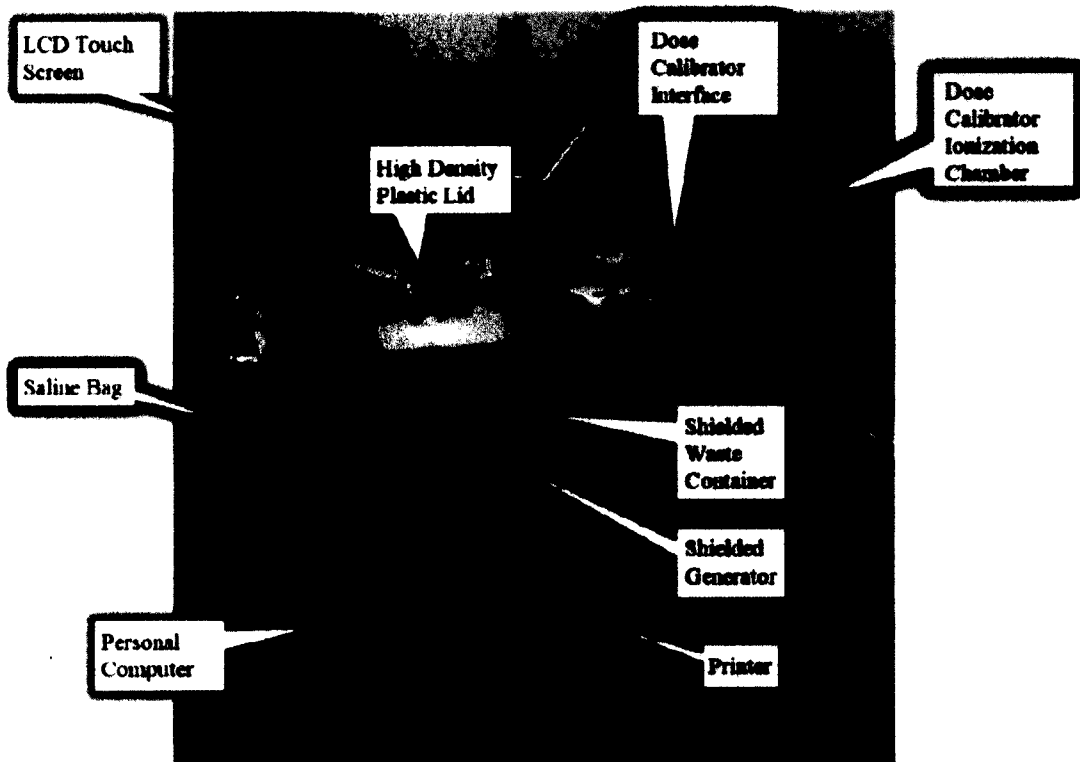 LCD Touch
Screen
Dose
Calibrator
Interface
Dose
Calibrator
Ionization
Chamber
High Density
Plastic Lid
Saline Bag
Shielded
Waste
Container
Shielded
Generator
Personal
Computer
Printer